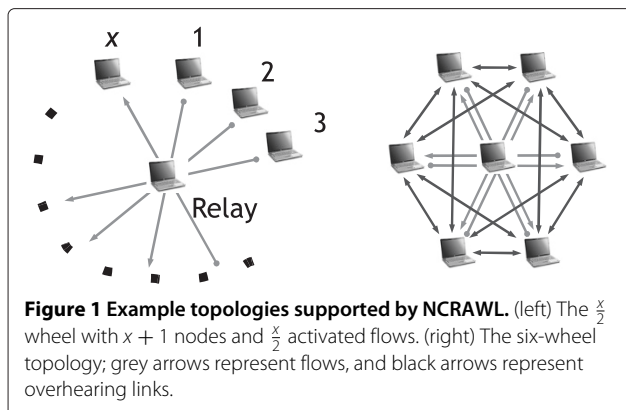 x 1
2
3
Relay
Figure 1 Example topologies supported by NCRAWL. (left) The x/2
wheel with x + 1 nodes and x/2 activated flows. (right) The six-wheel
topology; grey arrows represent flows, and black arrows represent
overhearing links.